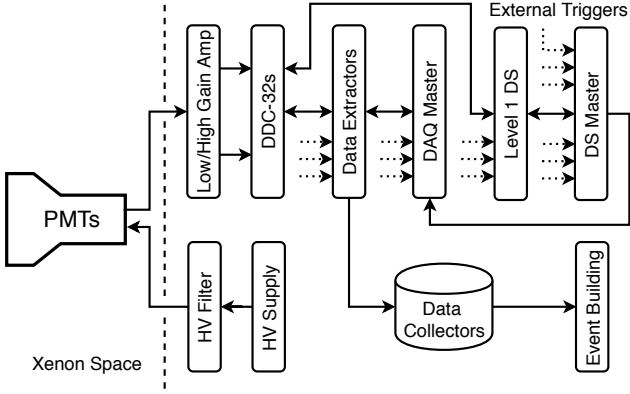 External Triggers
Low/High Gain Amp
DDC-32s
Data Extractors
DAQ Master
Level 1 DS
DS Master
PMTs
HV Filter
HV Supply
Data
Collectors
Event Building
Xenon Space